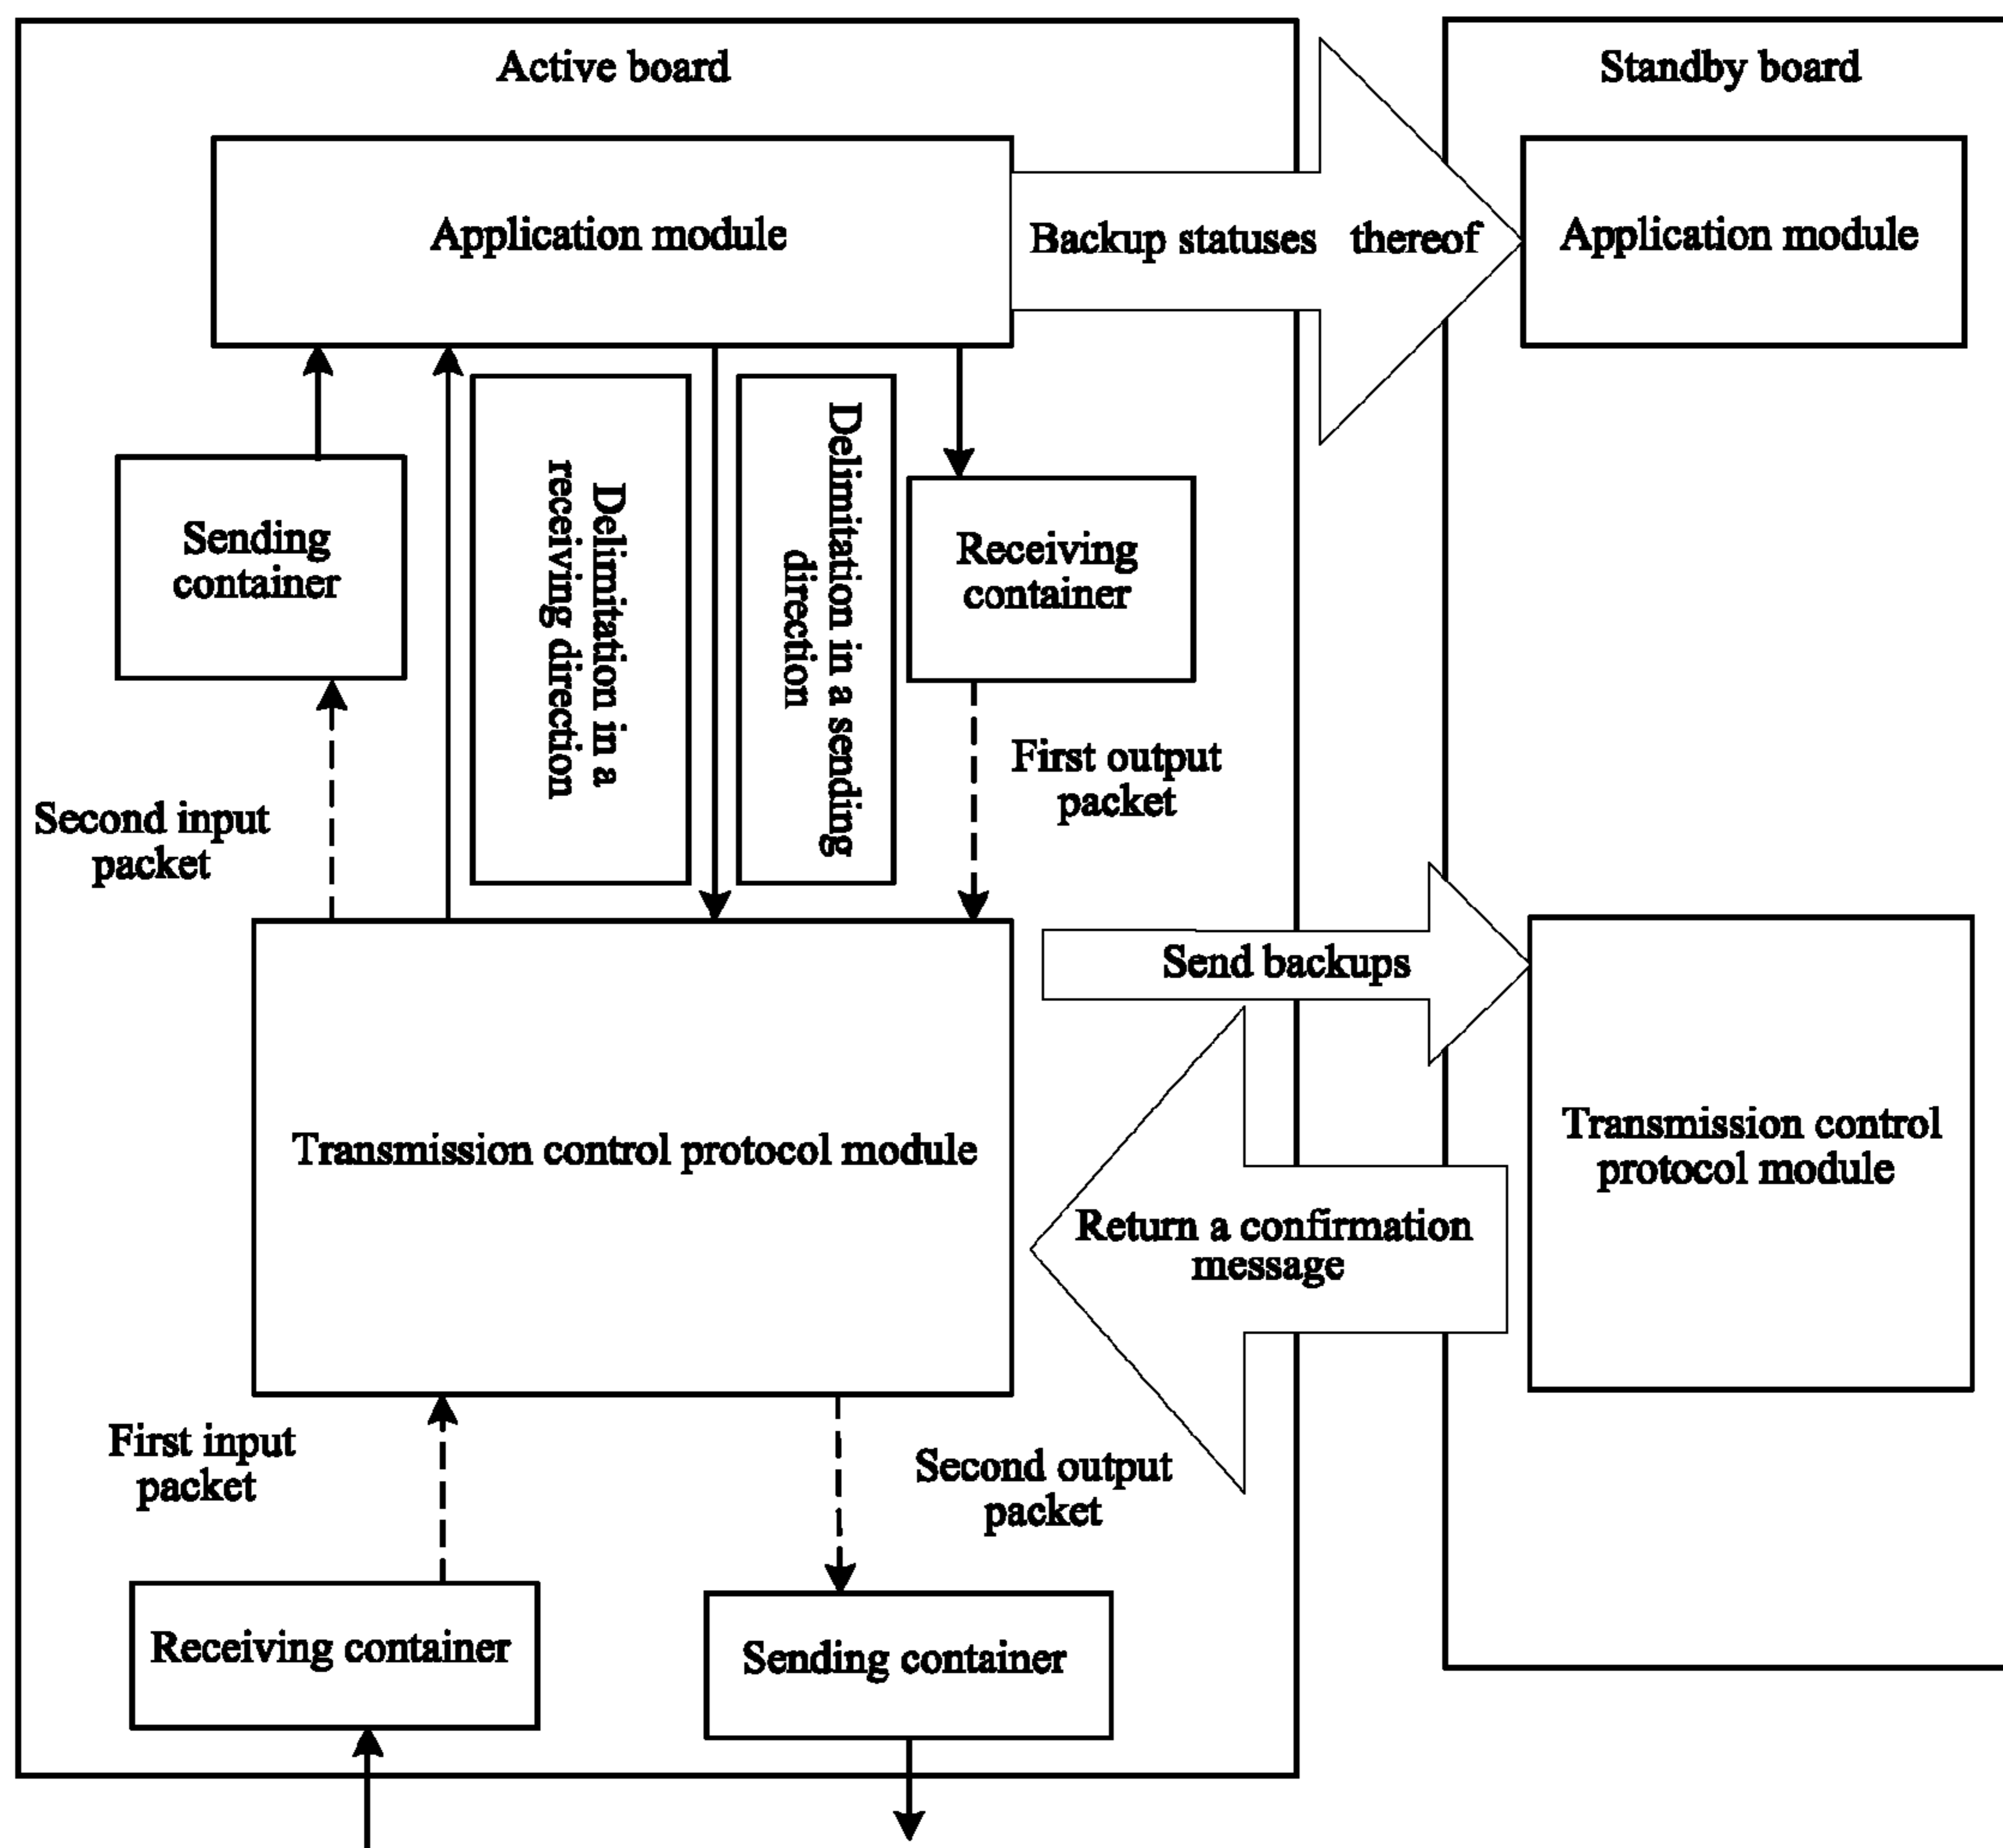 Active board
Standby board
Application module
Backup statuses thereof
Application module
Sending
container
Delimitation in a
receiving direction
Delimitation in a sending
direction
Receiving
container
First output
packet
Second input
packet
Send backups
Transmission control protocol module
Transmission control
protocol module
Return a confirmation
message
First input
packet
Second output
packet
Receiving container
Sending container